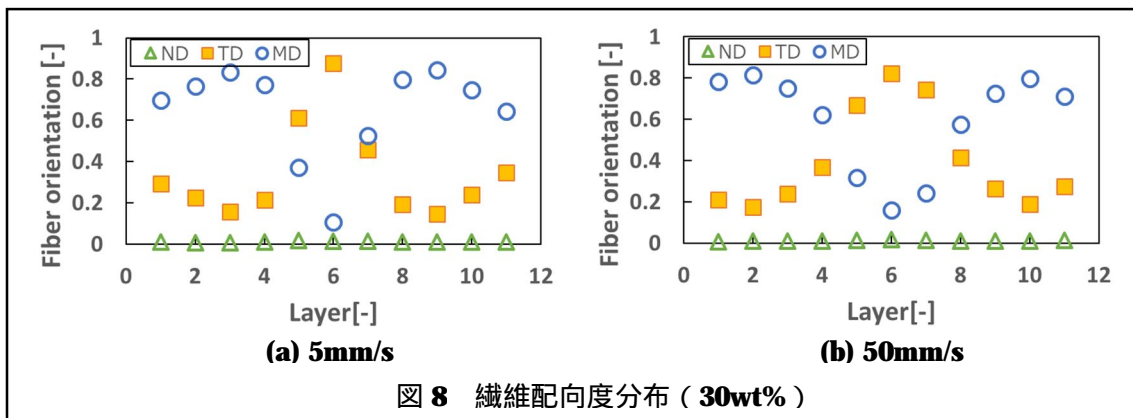 Fiber orientation [-]
1
0.8
0.6
0.4
0.2
0
ND TD MD
0 2 4 6 8 10 12
Layer[-]
(a) 5mm/s
Fiber orientation [-]
1
0.8
0.6
0.4
0.2
0
ND TD MD
0 2 4 6 8 10 12
Layer[-]
(b) 50mm/s
図 8 繊維配向度分布（30wt%）